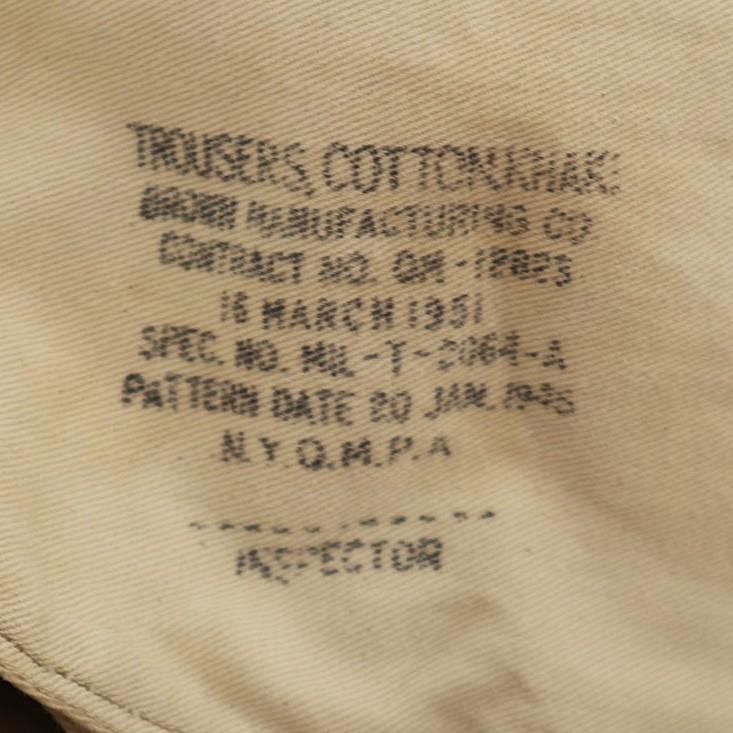 TROUSERS, COTTON KHAKI
BROWN MANUFACTURING CO
CONTRACT NO. QM-
16 MARCH 1951
SPEC. NO. MIL-T-2064-A
PATTERN DATE 20 JAN. 1945
N.Y.Q.M.P.A
INSPECTOR